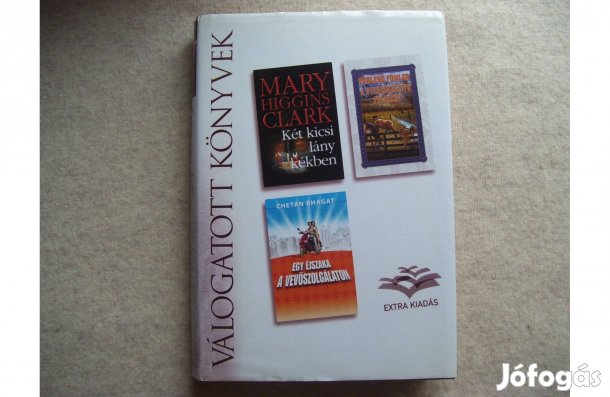 VÁLOGATOTT KÖNYVEK
MARY
HIGGINS
CLARK
Két kicsi
lány
kékben
CHETAN BHAGAT
EGY ÉJSZAKA
A VEVŐSZOLGÁLATON
EXTRA KIADÁS
Jófogás